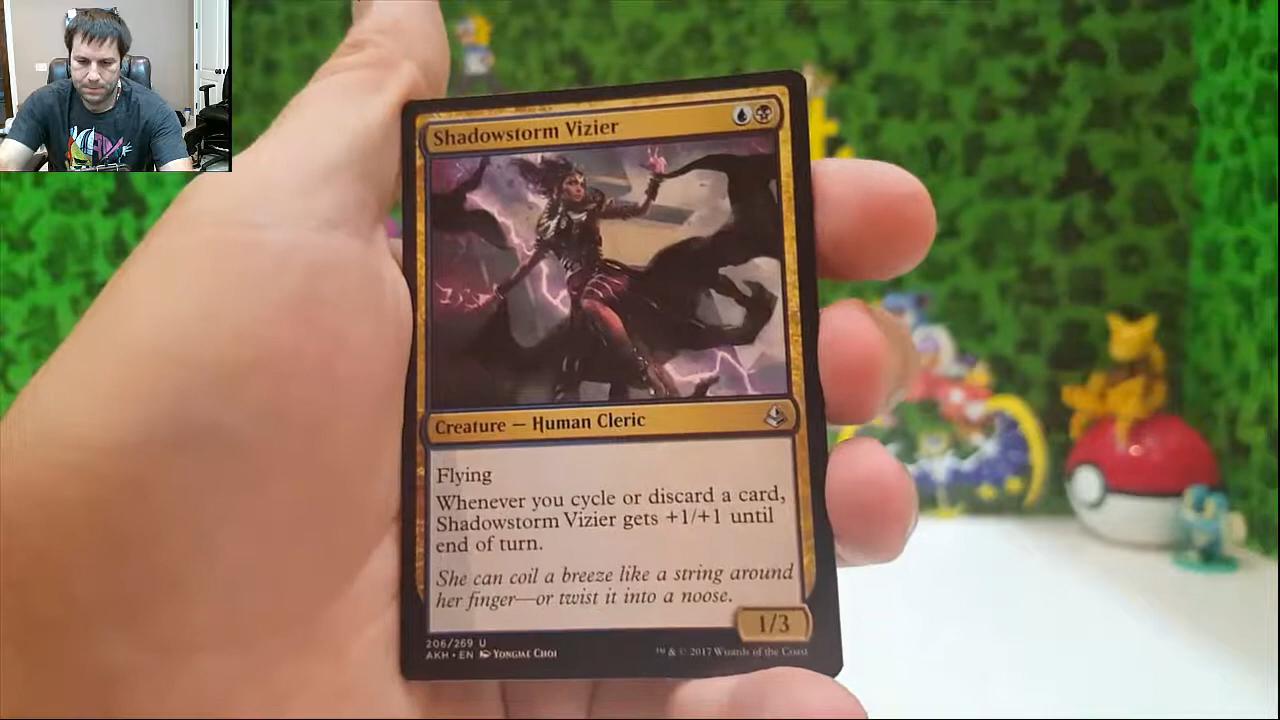 Shadowstorm Vizier
Creature — Human Cleric
Flying
Whenever you cycle or discard a card,
Shadowstorm Vizier gets +1/+1 until
end of turn.
She can coil a breeze like a string around
her finger—or twist it into a noose.
1/3
206/269 U
AKH • EN Yongjae Choi
™ & © 2017 Wizards of the Coast